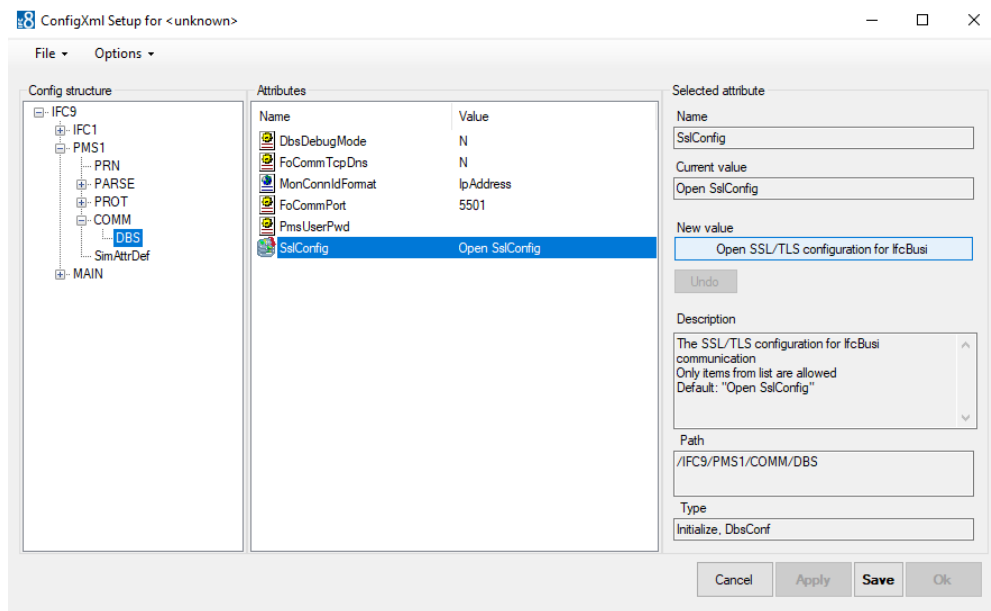 ConfigXml Setup for <unknown>
File Options
Config structure
IFC9
IFC1
PMS1
PRN
PARSE
PROT
COMM
DBS
SimAttrDef
MAIN
Attributes
Name Value
DbsDebugMode N
FoCommTcpDns N
MonConnIdFormat IpAddress
FoCommPort 5501
PmsUserPwd
SslConfig Open SslConfig
Selected attribute
Name
SslConfig
Current value
Open SslConfig
New value
Open SSL/TLS configuration for IfcBusi
Undo
Description
The SSL/TLS configuration for IfcBusi
communication
Only items from list are allowed
Default: "Open SslConfig"
Path
/IFC9/PMS1/COMM/DBS
Type
Initialize, DbsConf
Cancel Apply Save Ok